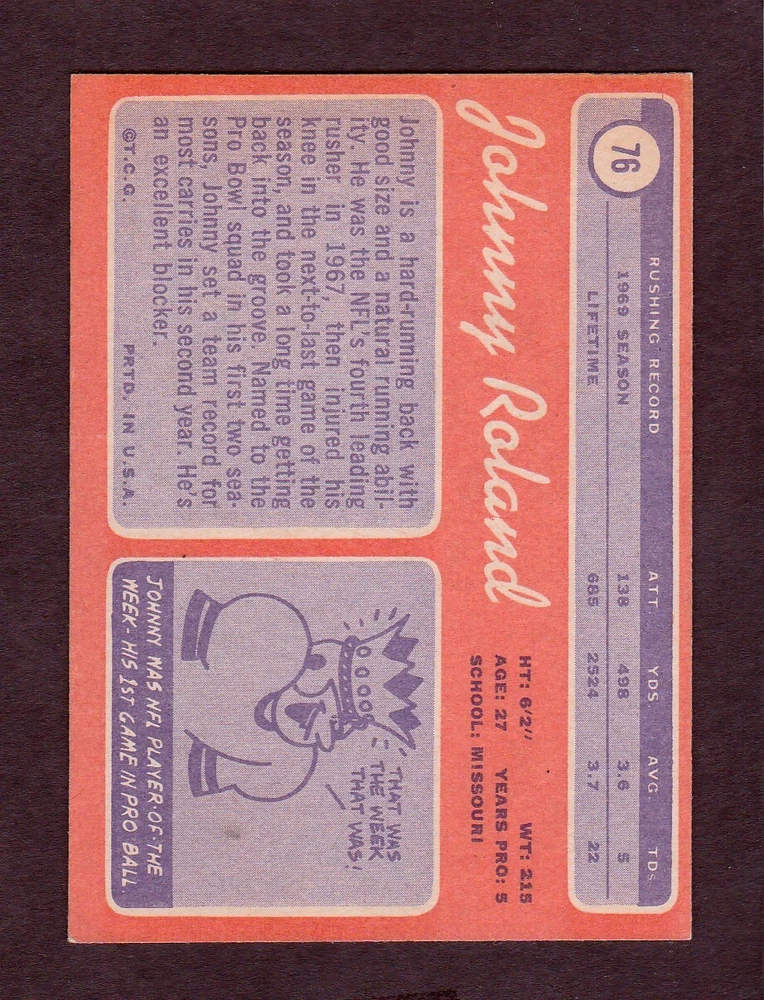 76
RUSHING RECORD ATT. YDS AVG. TDs
1969 SEASON 138 498 3.6 5
LIFETIME 685 2524 3.7 22
Johnny Roland
HT: 6'2" WT: 215
AGE: 27 YEARS PRO: 5
SCHOOL: MISSOURI
Johnny is a hard-running back with
good size and a natural running abil-
ity. He was the NFL's fourth leading
rusher in 1967, then injured his
knee in the next-to-last game of the
season, and took a long time getting
back into the groove. Named to the
Pro Bowl squad in his first two sea-
sons, Johnny set a team record for
most carries in his second year. He's
an excellent blocker.
©T.C.G. PRTD. IN U.S.A.
THAT WAS
THE WEEK
THAT WAS!
JOHNNY WAS NFL PLAYER OF THE
WEEK - HIS 1ST GAME IN PRO BALL